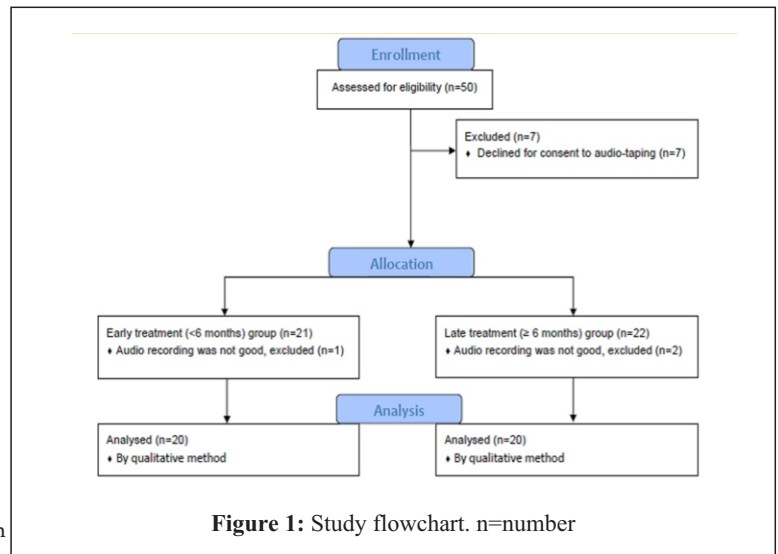 Enrollment
Assessed for eligibility (n=50)
Excluded (n=7)
♦ Declined for consent to audio-taping (n=7)
Allocation
Early treatment (<6 months) group (n=21)
♦ Audio recording was not good, excluded (n=1)
Late treatment (≥ 6 months) group (n=22)
♦ Audio recording was not good, excluded (n=2)
Analysis
Analysed (n=20)
♦ By qualitative method
Analysed (n=20)
♦ By qualitative method
Figure 1: Study flowchart. n=number